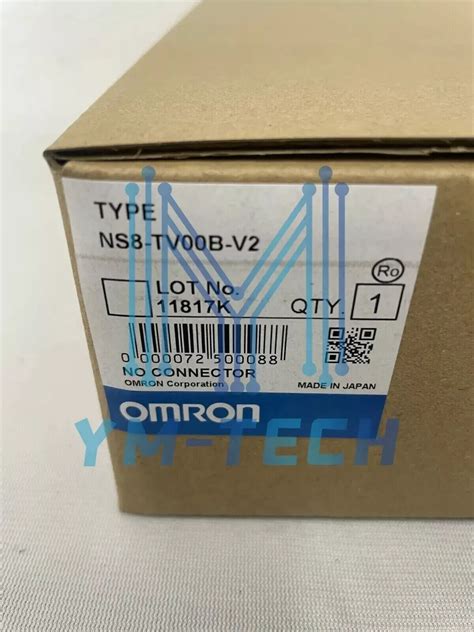 TYPE
NS8-TV00B-V2
Ro
LOT No.
11817K
QTY. 1
0 000072 500088
NO CONNECTOR
OMRON Corporation
MADE IN JAPAN
OMRON
YM-TECH